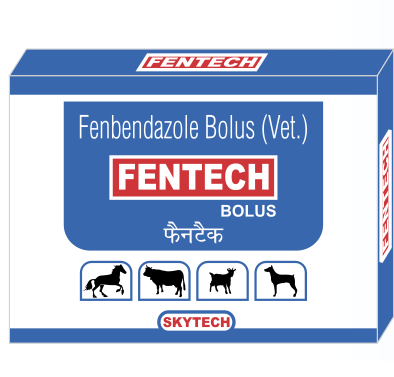 FENTECH
Fenbendazole Bolus (Vet.)
FENTECH
BOLUS
फैनटैक
SKYTECH
FENTECH